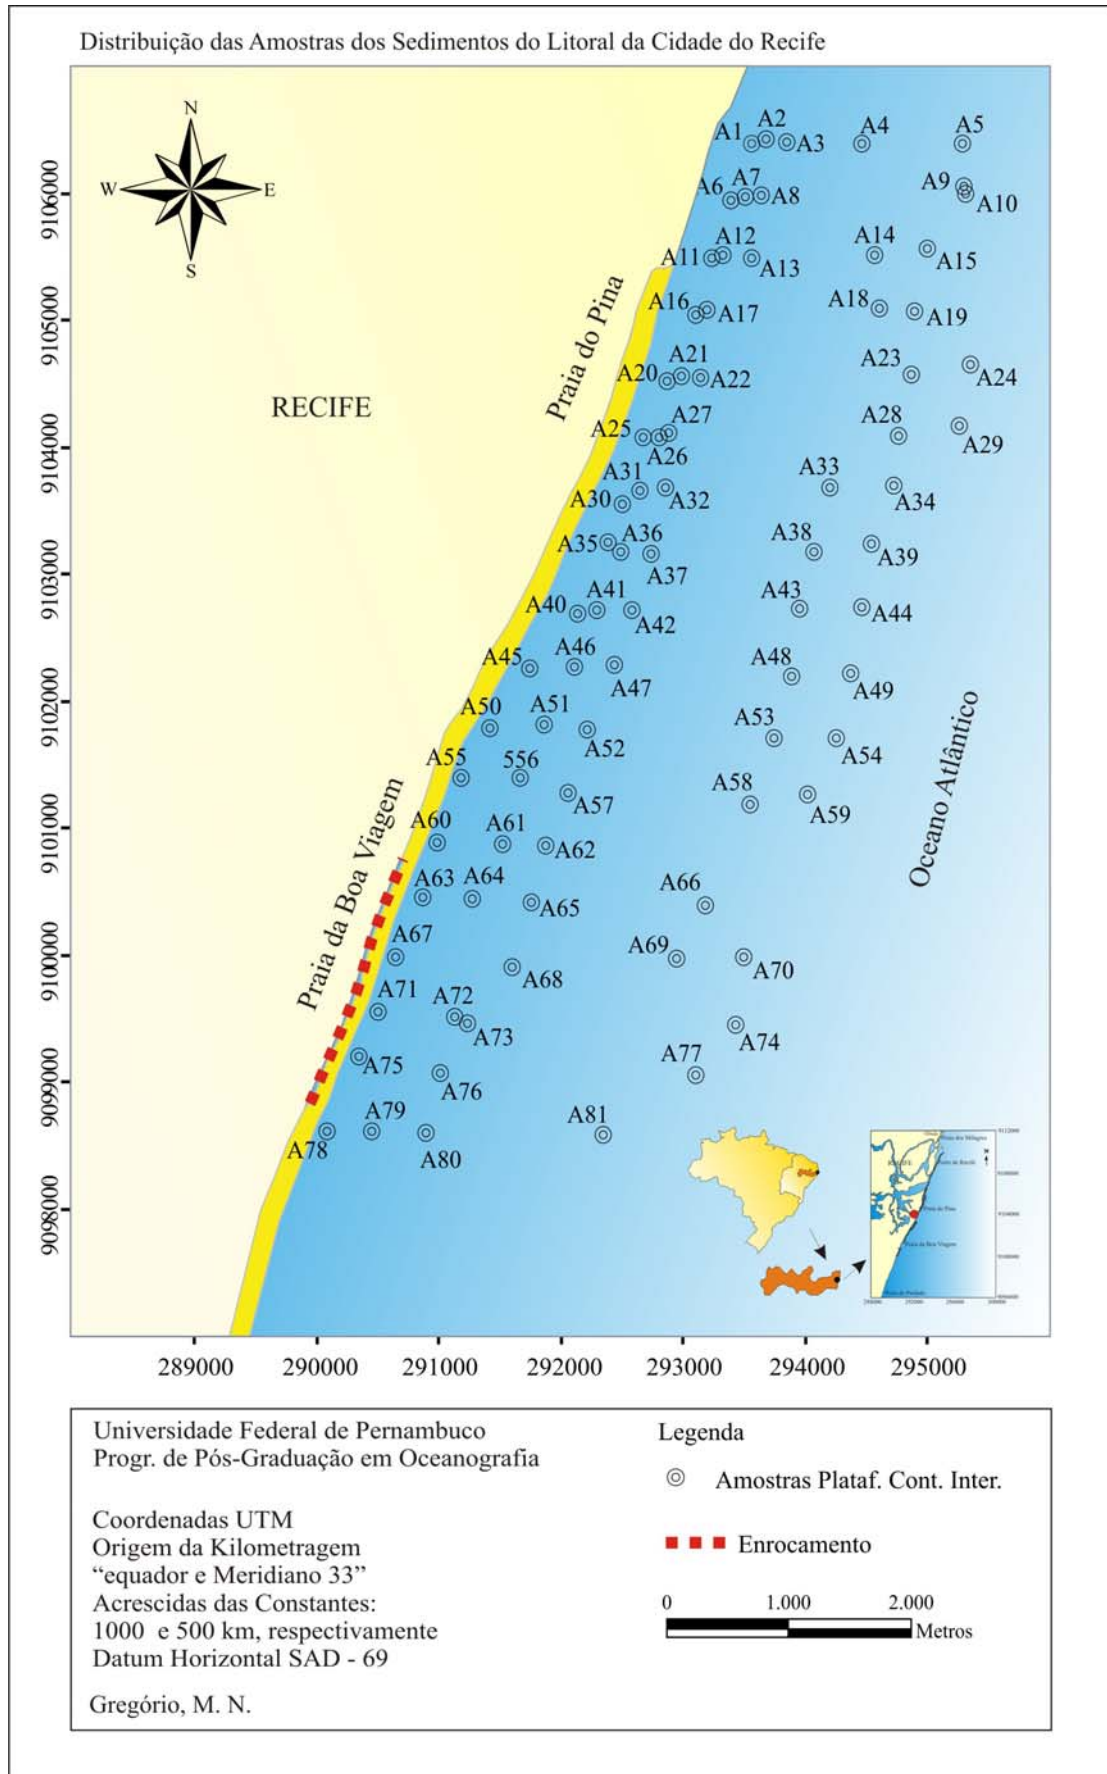 Distribuição das Amostras dos Sedimentos do Litoral da Cidade do Recife
N
W
E
S
A1
A2
A3
A4
A5
A6
A7
A8
A9
A10
A11
A12
A13
A14
A15
A16
A17
A18
A19
A20
A21
A22
A23
A24
A25
A26
A27
A28
A29
A30
A31
A32
A33
A34
A35
A36
A37
A38
A39
A40
A41
A42
A43
A44
A45
A46
A47
A48
A49
A50
A51
A52
A53
A54
A55
556
A57
A58
A59
A60
A61
A62
A63
A64
A65
A66
A67
A68
A69
A70
A71
A72
A73
A74
A75
A76
A77
A78
A79
A80
A81
RECIFE
Praia do Pina
Praia da Boa Viagem
Oceano Atlântico
9106000
9105000
9104000
9103000
9102000
9101000
9100000
9099000
9098000
289000
290000
291000
292000
293000
294000
295000
Universidade Federal de Pernambuco
Progr. de Pós-Graduação em Oceanografia
Coordenadas UTM
Origem da Kilometragem
“equador e Meridiano 33”
Acrescidas das Constantes:
1000 e 500 km, respectivamente
Datum Horizontal SAD - 69
Gregório, M. N.
Legenda
Amostras Plataf. Cont. Inter.
Enrocamento
0 1.000 2.000
Metros